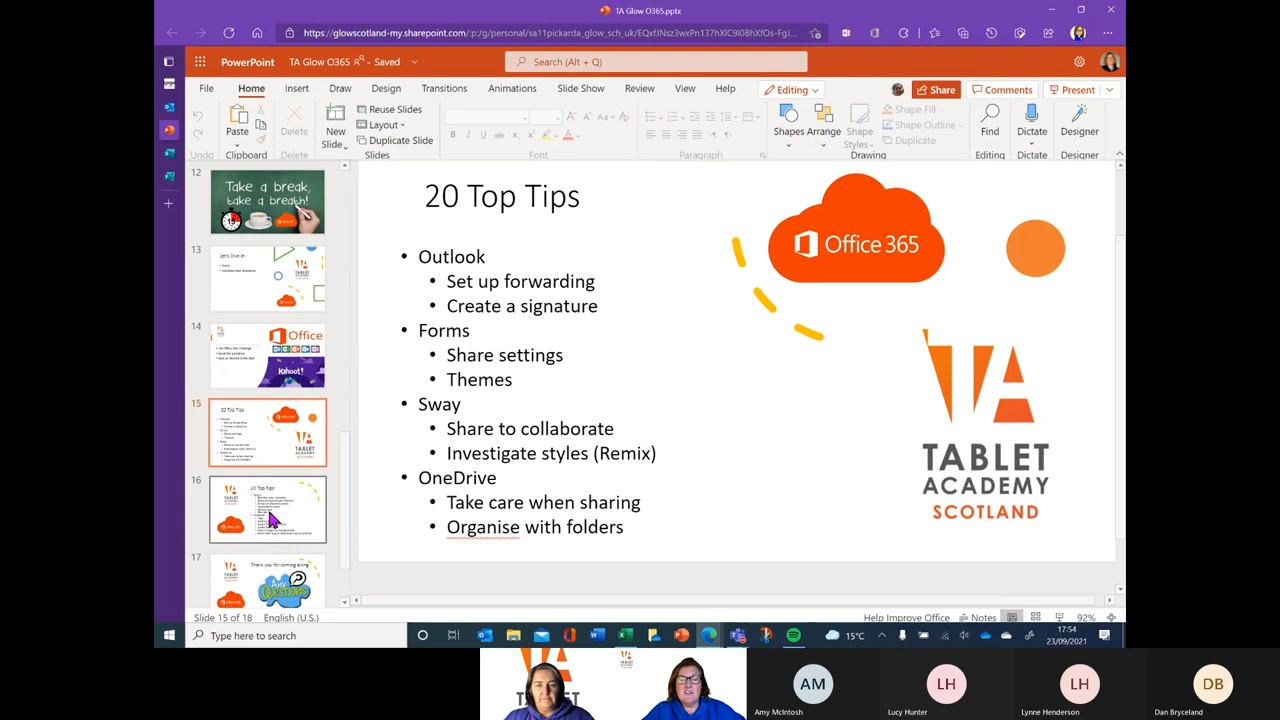 TA Glow O365.pptx
https://glowscotland-my.sharepoint.com/:p:/g/personal/sa11pickarda_glow_sch_uk/
PowerPoint
TA Glow O365 - Saved
Search (Alt + Q)
File Home Insert Draw Design Transitions Animations Slide Show Review View Help
Editing
Share
Comments
Present
Paste
Delete
New Slide
Reuse Slides
Layout
Duplicate Slide
Shapes
Arrange
Shape Styles
Shape Fill
Shape Outline
Duplicate
Find
Dictate
Designer
Undo
Clipboard
Slides
Font
Paragraph
Drawing
Editing
Dictate
Designer
12
Take a break,
take a breath!
13
Let's Dive In
14
Office
Kahoot!
15
20 Top Tips
16
20 Top Tips
17
Thank you for coming along
Any
Questions
20 Top Tips
• Outlook
• Set up forwarding
• Create a signature
• Forms
• Share settings
• Themes
• Sway
• Share to collaborate
• Investigate styles (Remix)
• OneDrive
• Take care when sharing
• Organise with folders
Office 365
TA
TABLET
ACADEMY
SCOTLAND
Slide 15 of 18
English (U.S.)
Help Improve Office
Notes
92%
Type here to search
15°C
17:54
23/09/2021
AM
Amy McIntosh
LH
Lucy Hunter
LH
Lynne Henderson
DB
Dan Bryceland